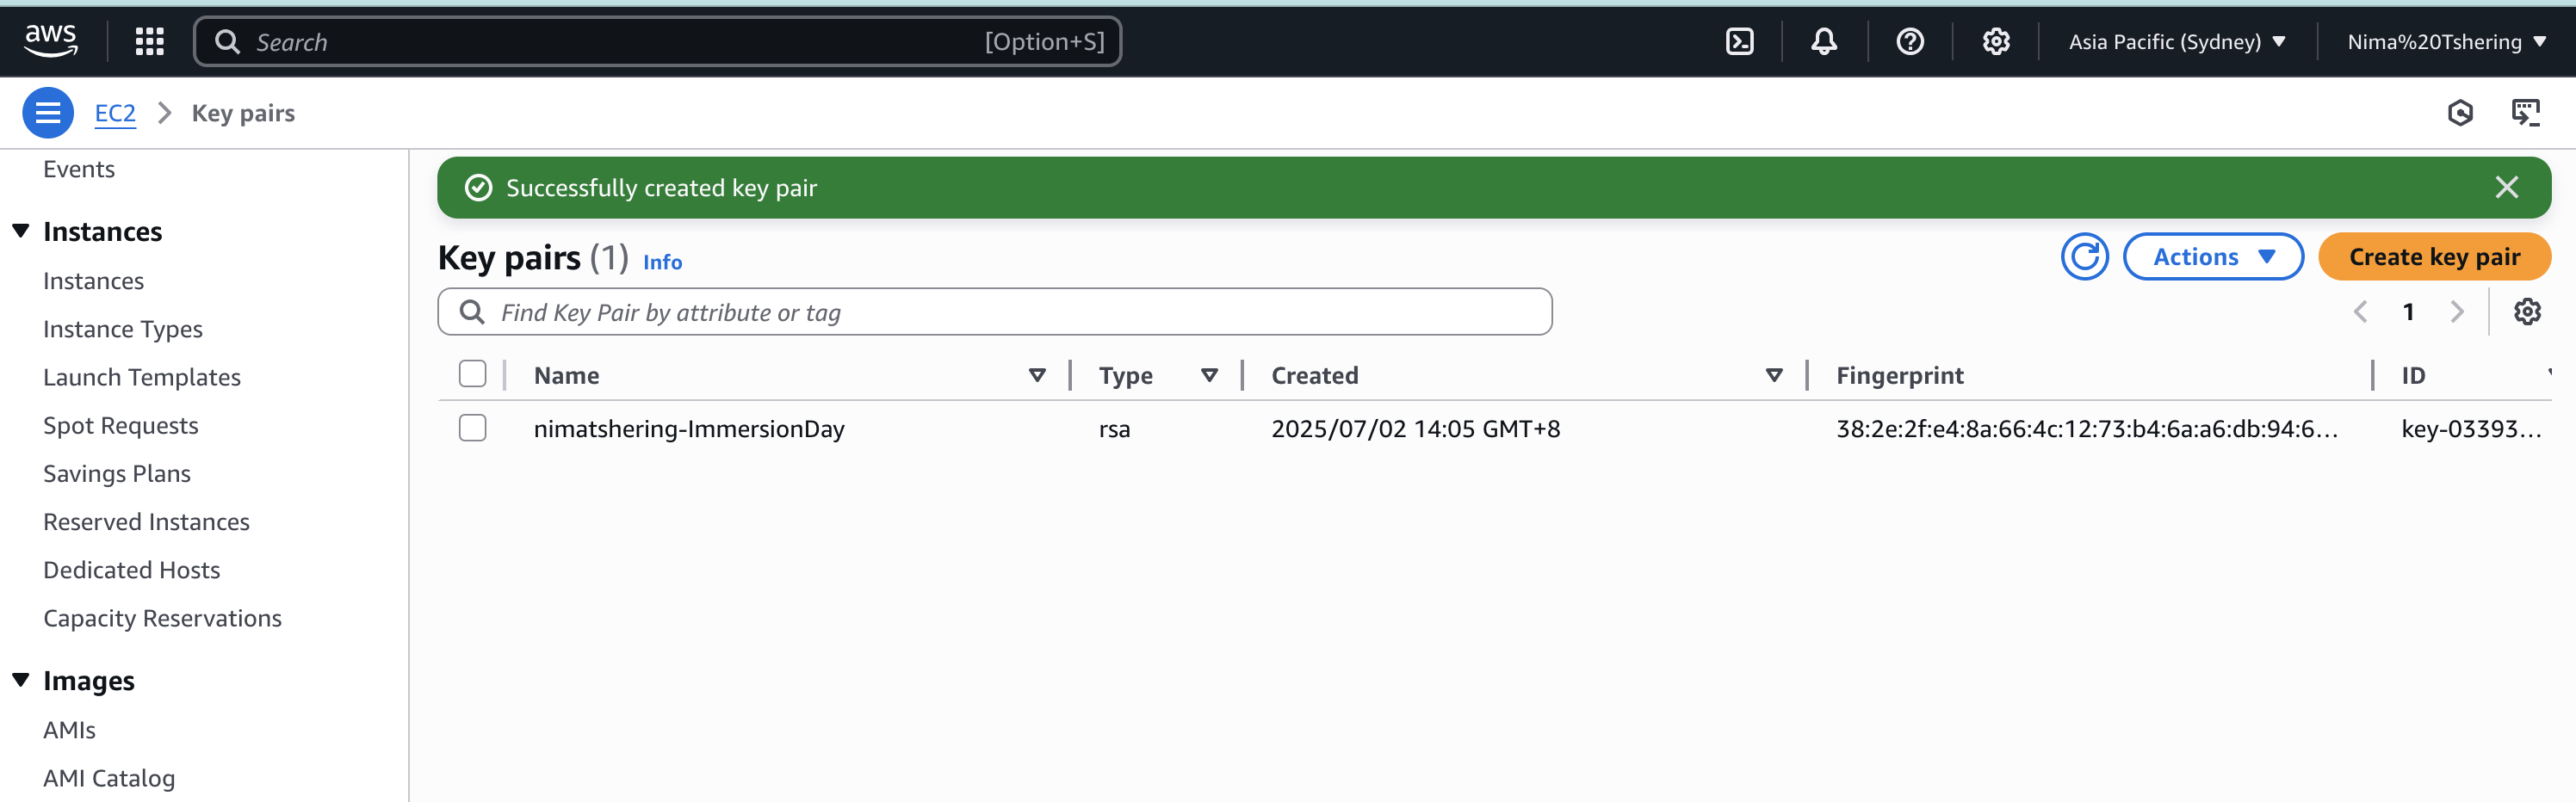 aws
Search [Option+S] Asia Pacific (Sydney) Nima%20Tshering
EC2 Key pairs
Events
Instances
Instances
Instance Types
Launch Templates
Spot Requests
Savings Plans
Reserved Instances
Dedicated Hosts
Capacity Reservations
Images
AMIs
AMI Catalog
Successfully created key pair
Key pairs (1) Info
Actions Create key pair
Find Key Pair by attribute or tag
1
Name Type Created Fingerprint ID
nimatshering-ImmersionDay rsa 2025/07/02 14:05 GMT+8 38:2e:2f:e4:8a:66:4c:12:73:b4:6a:a6:db:94:6... key-03393...